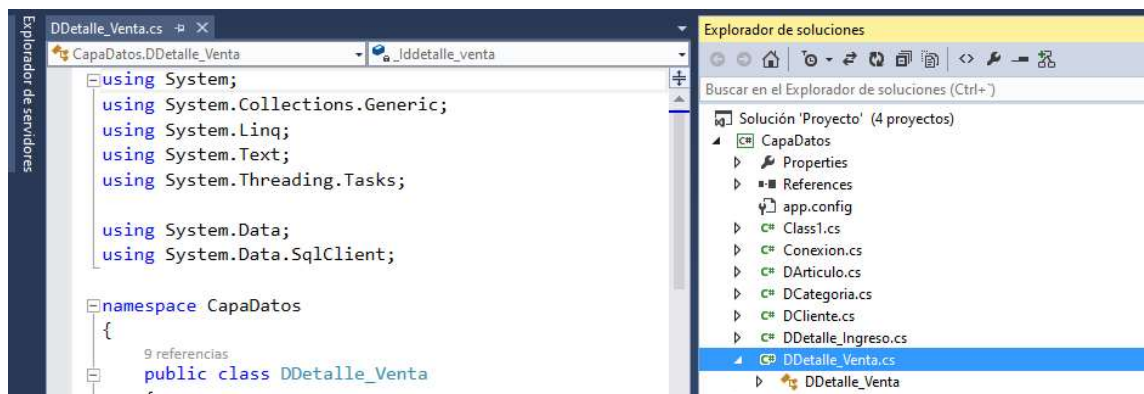 Explorador de servidores
DDetalle_Venta.cs
CapaDatos.DDetalle_Venta
_Iddetalle_venta
using System;
using System.Collections.Generic;
using System.Linq;
using System.Text;
using System.Threading.Tasks;
using System.Data;
using System.Data.SqlClient;
namespace CapaDatos
{
9 referencias
public class DDetalle_Venta
Explorador de soluciones
Buscar en el Explorador de soluciones (Ctrl+¨)
Solución 'Proyecto' (4 proyectos)
C# CapaDatos
Properties
References
app.config
C# Class1.cs
C# Conexion.cs
C# DArticulo.cs
C# DCategoria.cs
C# DCliente.cs
C# DDetalle_Ingreso.cs
C# DDetalle_Venta.cs
DDetalle_Venta